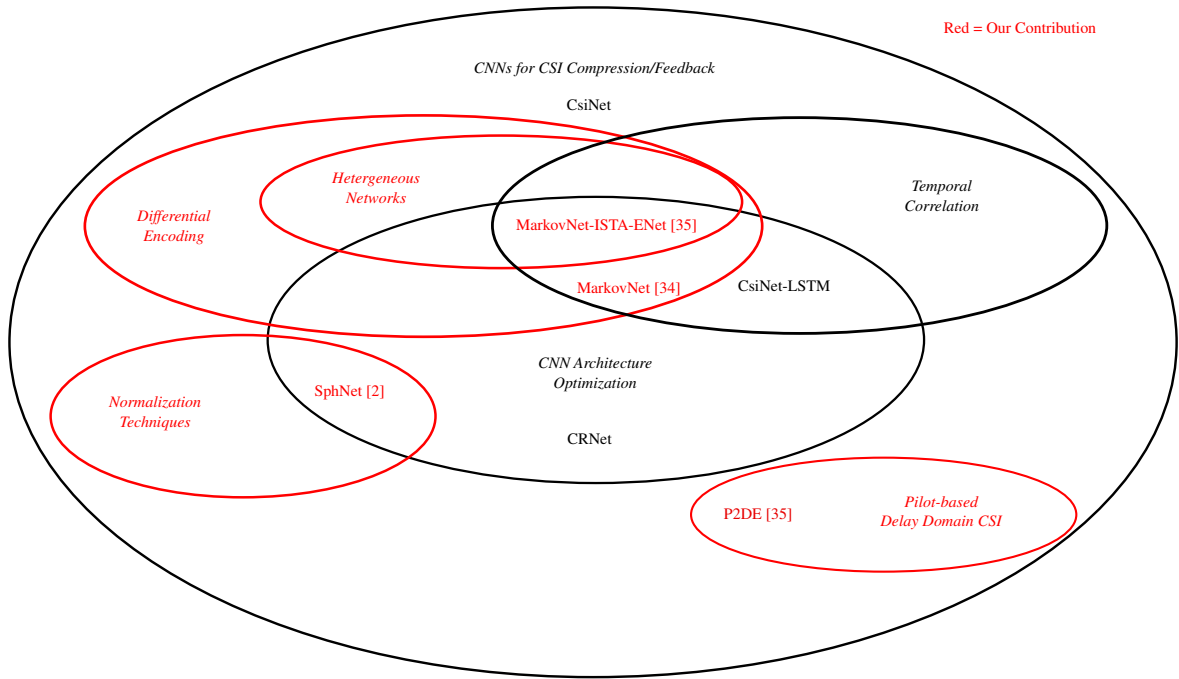 Red = Our Contribution
CNNs for CSI Compression/Feedback
CsiNet
Hetergeneous
Networks
Temporal
Correlation
Differential
Encoding
MarkovNet-ISTA-ENet [35]
MarkovNet [34]
CsiNet-LSTM
CNN Architecture
Optimization
SphNet [2]
Normalization
Techniques
CRNet
P2DE [35]
Pilot-based
Delay Domain CSI